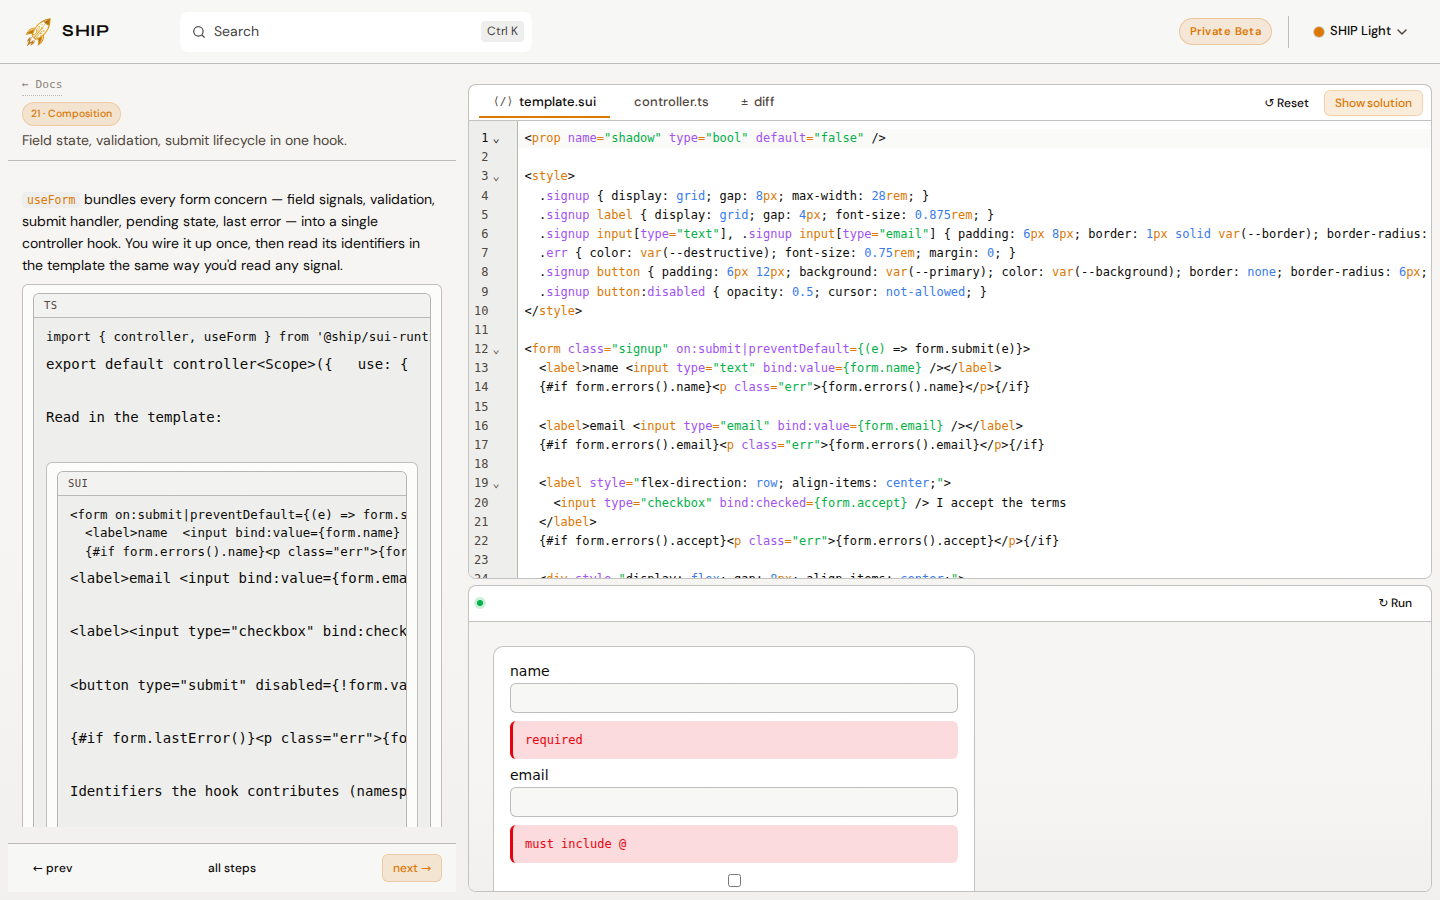 SHIP
Search
Ctrl K
Private Beta
SHIP Light
← Docs
21 · Composition
Field state, validation, submit lifecycle in one hook.
useForm bundles every form concern — field signals, validation,
submit handler, pending state, last error — into a single
controller hook. You wire it up once, then read its identifiers in
the template the same way you'd read any signal.
TS
import { controller, useForm } from '@ship/sui-runt
export default controller<Scope>({   use: {
Read in the template:
SUI
<form on:submit|preventDefault={(e) => form.s
  <label>name  <input bind:value={form.name}
  {#if form.errors().name}<p class="err">{for
<label>email <input bind:value={form.ema
<label><input type="checkbox" bind:check
<button type="submit" disabled={!form.va
{#if form.lastError()}<p class="err">{fo
Identifiers the hook contributes (namesp
← prev
all steps
next →
⟨/⟩ template.sui
controller.ts
± diff
↺ Reset
Show solution
1 <prop name="shadow" type="bool" default="false" />
2
3 <style>
4   .signup { display: grid; gap: 8px; max-width: 28rem; }
5   .signup label { display: grid; gap: 4px; font-size: 0.875rem; }
6   .signup input[type="text"], .signup input[type="email"] { padding: 6px 8px; border: 1px solid var(--border); border-radius:
7   .err { color: var(--destructive); font-size: 0.75rem; margin: 0; }
8   .signup button { padding: 6px 12px; background: var(--primary); color: var(--background); border: none; border-radius: 6px;
9   .signup button:disabled { opacity: 0.5; cursor: not-allowed; }
10 </style>
11
12 <form class="signup" on:submit|preventDefault={(e) => form.submit(e)}>
13   <label>name <input type="text" bind:value={form.name} /></label>
14   {#if form.errors().name}<p class="err">{form.errors().name}</p>{/if}
15
16   <label>email <input type="email" bind:value={form.email} /></label>
17   {#if form.errors().email}<p class="err">{form.errors().email}</p>{/if}
18
19   <label style="flex-direction: row; align-items: center;">
20     <input type="checkbox" bind:checked={form.accept} /> I accept the terms
21   </label>
22   {#if form.errors().accept}<p class="err">{form.errors().accept}</p>{/if}
23
24   <div style="display: flex; gap: 8px; align-items: center;">
↻ Run
name
required
email
must include @